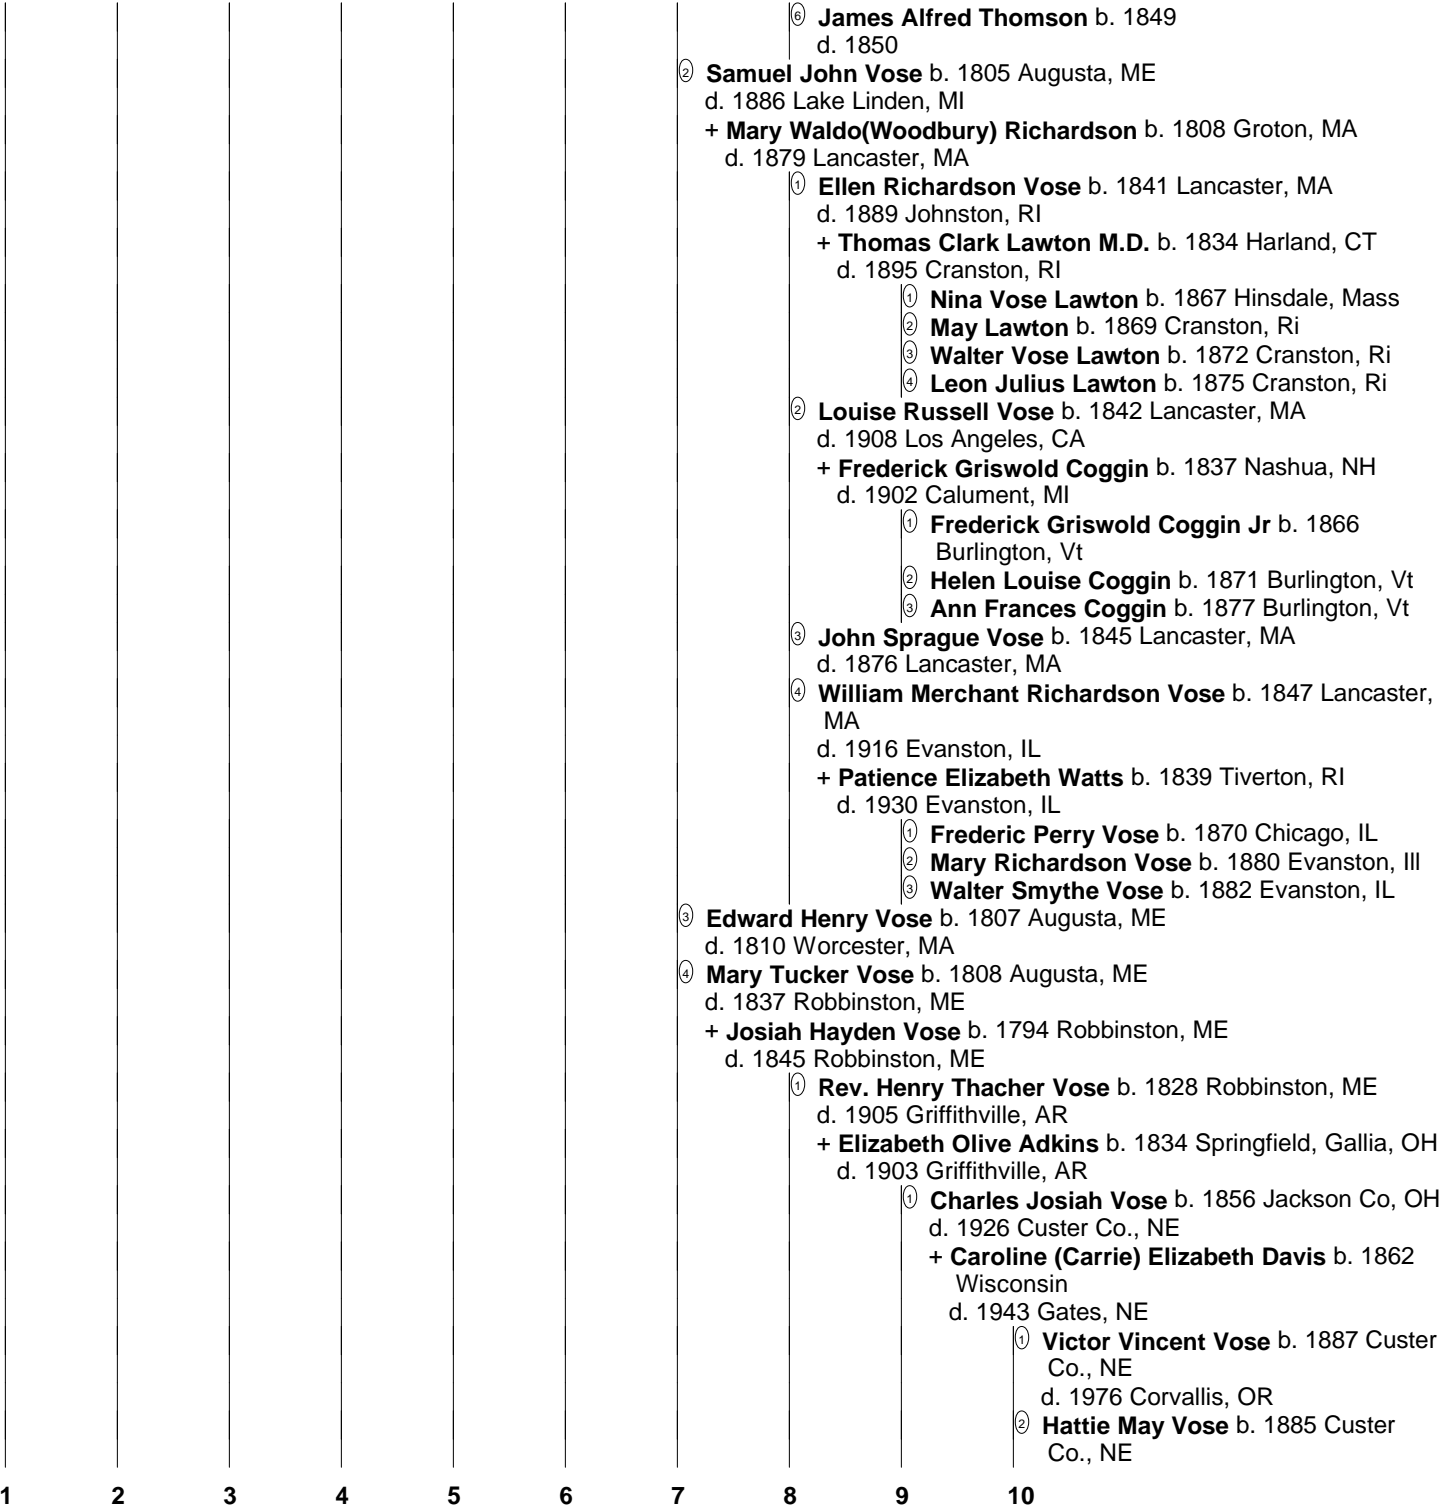 ⑥ James Alfred Thomson b. 1849
d. 1850
② Samuel John Vose b. 1805 Augusta, ME
d. 1886 Lake Linden, MI
+ Mary Waldo(Woodbury) Richardson b. 1808 Groton, MA
d. 1879 Lancaster, MA
① Ellen Richardson Vose b. 1841 Lancaster, MA
d. 1889 Johnston, RI
+ Thomas Clark Lawton M.D. b. 1834 Harland, CT
d. 1895 Cranston, RI
① Nina Vose Lawton b. 1867 Hinsdale, Mass
② May Lawton b. 1869 Cranston, Ri
③ Walter Vose Lawton b. 1872 Cranston, Ri
④ Leon Julius Lawton b. 1875 Cranston, Ri
② Louise Russell Vose b. 1842 Lancaster, MA
d. 1908 Los Angeles, CA
+ Frederick Griswold Coggin b. 1837 Nashua, NH
d. 1902 Calument, MI
① Frederick Griswold Coggin Jr b. 1866
Burlington, Vt
② Helen Louise Coggin b. 1871 Burlington, Vt
③ Ann Frances Coggin b. 1877 Burlington, Vt
③ John Sprague Vose b. 1845 Lancaster, MA
d. 1876 Lancaster, MA
④ William Merchant Richardson Vose b. 1847 Lancaster,
MA
d. 1916 Evanston, IL
+ Patience Elizabeth Watts b. 1839 Tiverton, RI
d. 1930 Evanston, IL
① Frederic Perry Vose b. 1870 Chicago, IL
② Mary Richardson Vose b. 1880 Evanston, Ill
③ Walter Smythe Vose b. 1882 Evanston, IL
③ Edward Henry Vose b. 1807 Augusta, ME
d. 1810 Worcester, MA
④ Mary Tucker Vose b. 1808 Augusta, ME
d. 1837 Robbinston, ME
+ Josiah Hayden Vose b. 1794 Robbinston, ME
d. 1845 Robbinston, ME
① Rev. Henry Thacher Vose b. 1828 Robbinston, ME
d. 1905 Griffithville, AR
+ Elizabeth Olive Adkins b. 1834 Springfield, Gallia, OH
d. 1903 Griffithville, AR
① Charles Josiah Vose b. 1856 Jackson Co, OH
d. 1926 Custer Co., NE
+ Caroline (Carrie) Elizabeth Davis b. 1862
Wisconsin
d. 1943 Gates, NE
① Victor Vincent Vose b. 1887 Custer
Co., NE
d. 1976 Corvallis, OR
② Hattie May Vose b. 1885 Custer
Co., NE
1 2 3 4 5 6 7 8 9 10